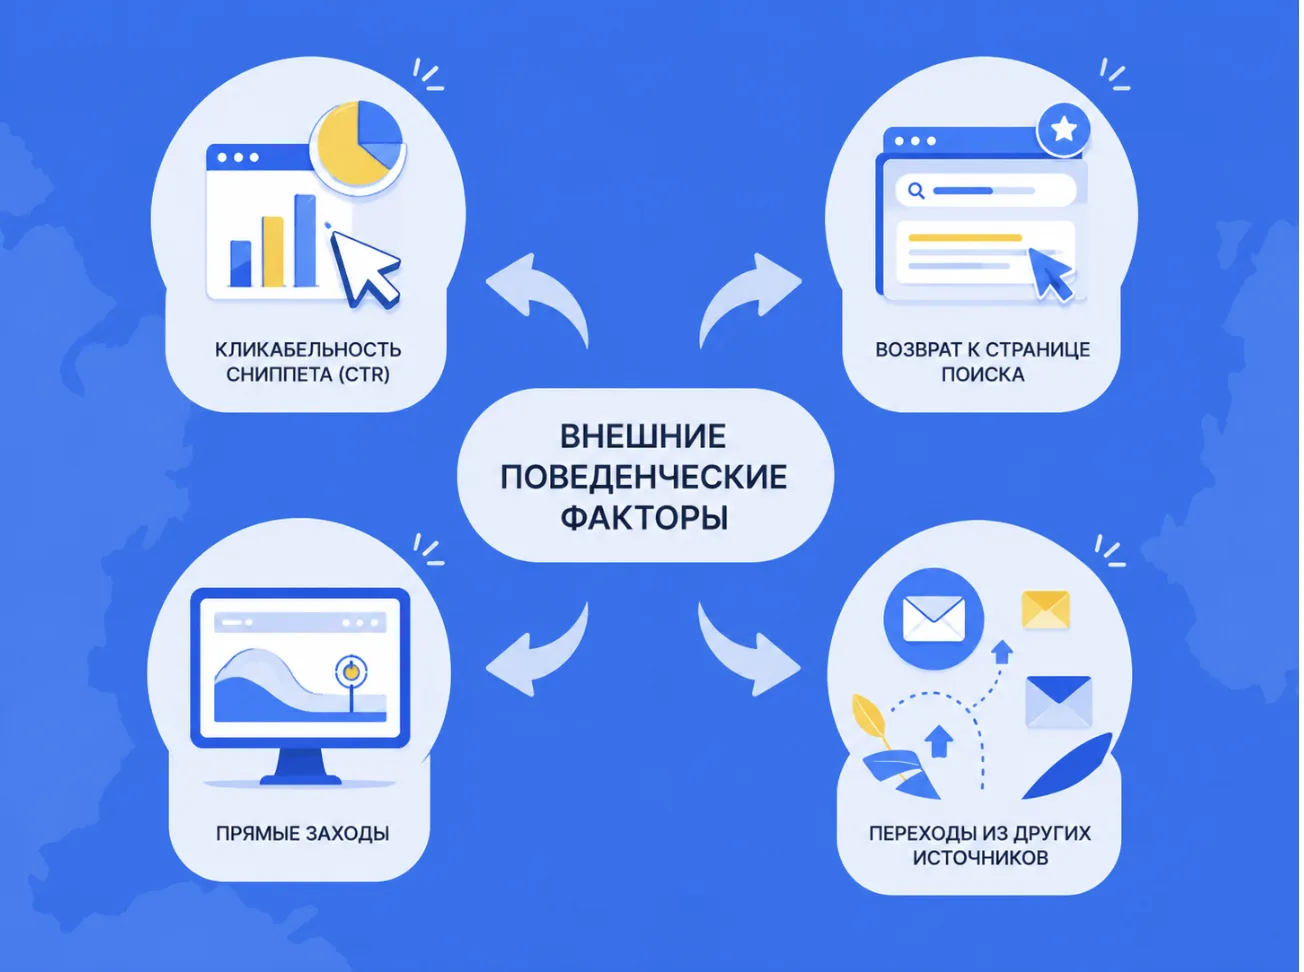 КЛИКАБЕЛЬНОСТЬ
СНИППЕТА (CTR)
ВОЗВРАТ К СТРАНИЦЕ
ПОИСКА
ВНЕШНИЕ
ПОВЕДЕНЧЕСКИЕ
ФАКТОРЫ
ПРЯМЫЕ ЗАХОДЫ
ПЕРЕХОДЫ ИЗ ДРУГИХ
ИСТОЧНИКОВ